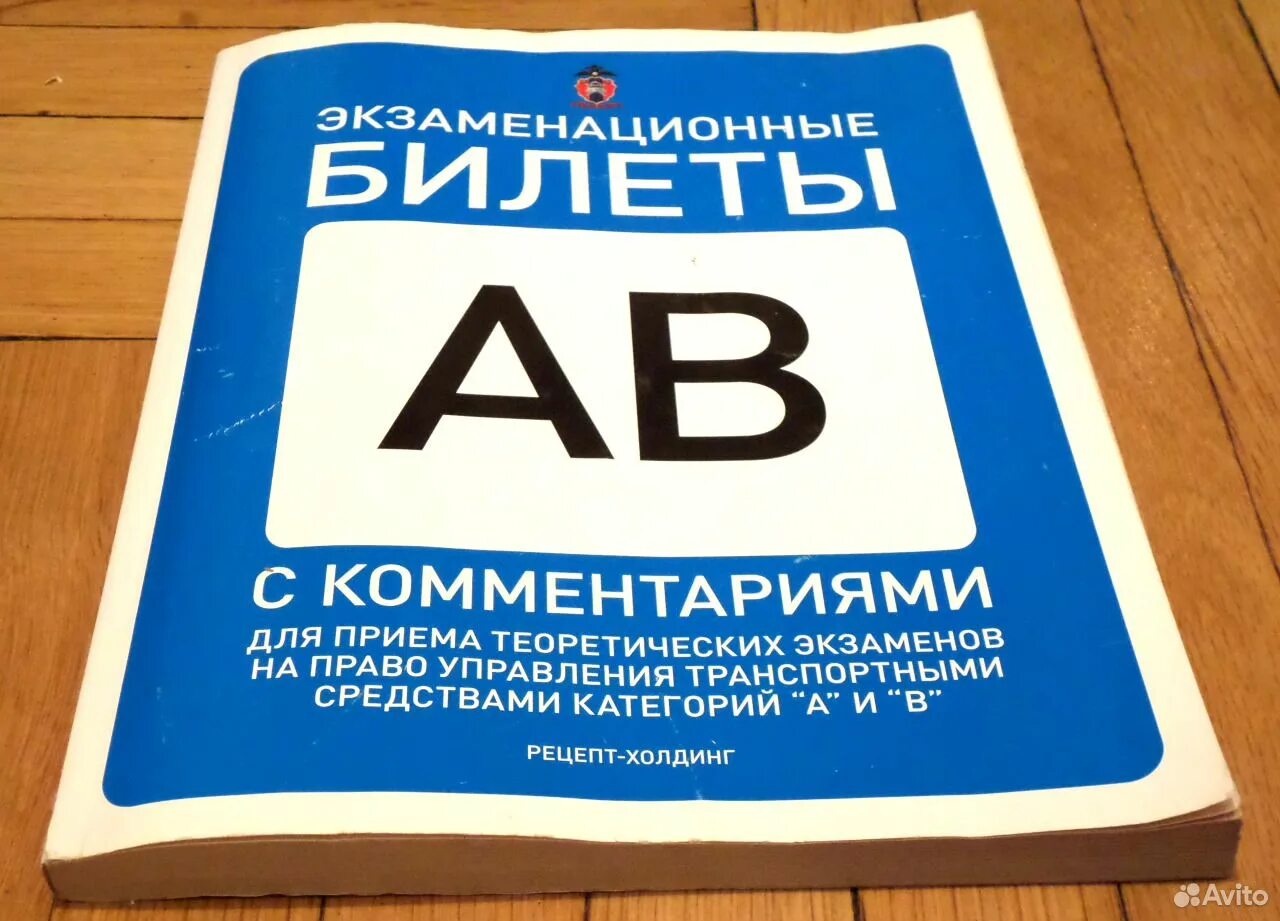 ЭКЗАМЕНАЦИОННЫЕ
БИЛЕТЫ
АВ
С КОММЕНТАРИЯМИ
ДЛЯ ПРИЕМА ТЕОРЕТИЧЕСКИХ ЭКЗАМЕНОВ
НА ПРАВО УПРАВЛЕНИЯ ТРАНСПОРТНЫМИ
СРЕДСТВАМИ КАТЕГОРИЙ “А” И “В”
РЕЦЕПТ-ХОЛДИНГ
Avito